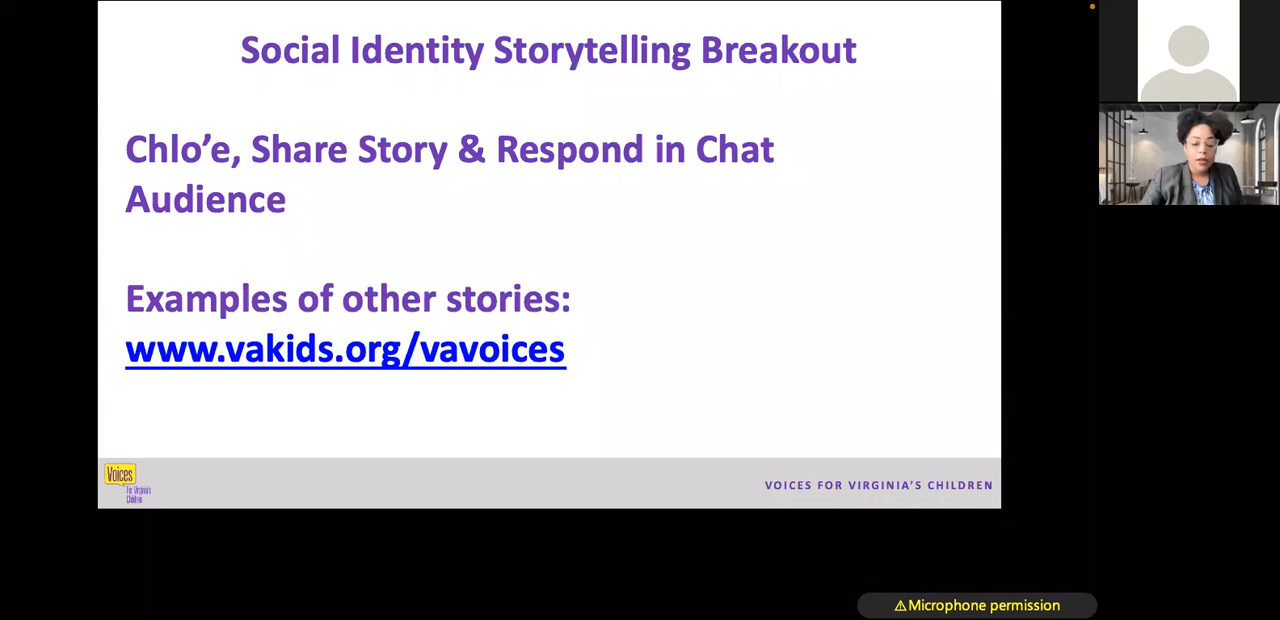 Social Identity Storytelling Breakout
Chlo’e, Share Story & Respond in Chat
Audience
Examples of other stories:
www.vakids.org/vavoices
Voices
For Virginia's
Children
VOICES FOR VIRGINIA’S CHILDREN
⚠Microphone permission